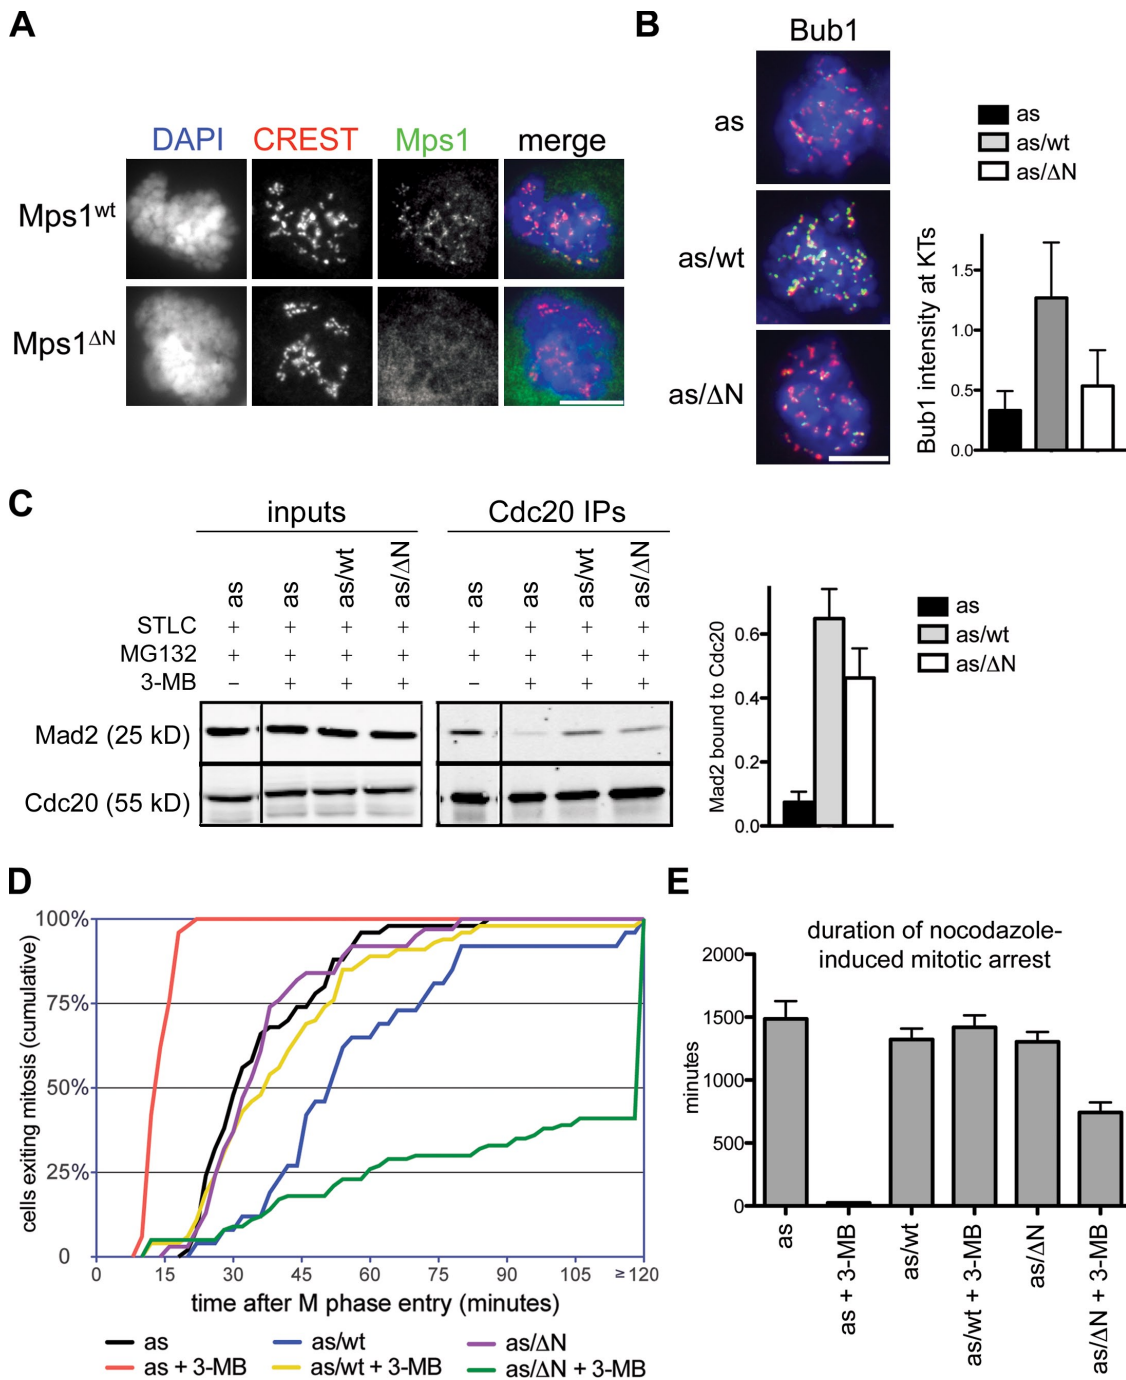 A
DAPI CREST Mps1 merge
Mps1wt
Mps1ΔN
B
Bub1
as
as/wt
as/ΔN
as
as/wt
as/ΔN
Bub1 intensity at KTs
1.5
1.0
0.5
0.0
C
inputs Cdc20 IPs
as as as/wt as/ΔN as as as/wt as/ΔN
STLC + + + + + + + +
MG132 + + + + + + + +
3-MB – + + + – + + +
Mad2 (25 kD)
Cdc20 (55 kD)
Mad2 bound to Cdc20
0.6
0.4
0.2
0.0
as
as/wt
as/ΔN
D
cells exiting mitosis (cumulative)
100%
75%
50%
25%
0
0 15 30 45 60 75 90 105 ≥120
time after M phase entry (minutes)
as as/wt as/ΔN
as + 3-MB as/wt + 3-MB as/ΔN + 3-MB
E
duration of nocodazole-
induced mitotic arrest
minutes
2000
1500
1000
500
0
as
as + 3-MB
as/wt
as/wt + 3-MB
as/ΔN
as/ΔN + 3-MB